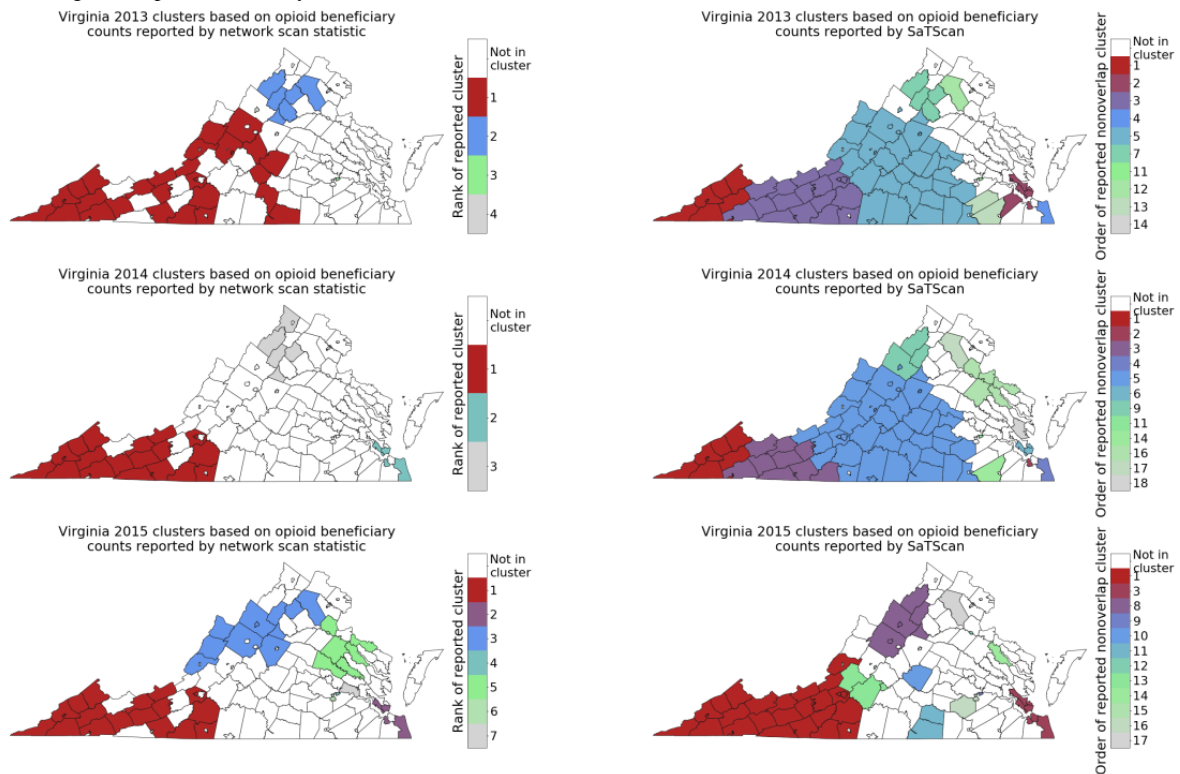 Virginia 2013 clusters based on opioid beneficiary
counts reported by network scan statistic
Rank of reported cluster
Not in
cluster
1
2
3
4
Virginia 2013 clusters based on opioid beneficiary
counts reported by SaTScan
Order of reported nonoverlap cluster
Not in
cluster
1
2
3
4
5
7
11
12
13
14
Virginia 2014 clusters based on opioid beneficiary
counts reported by network scan statistic
Rank of reported cluster
Not in
cluster
1
2
3
Virginia 2014 clusters based on opioid beneficiary
counts reported by SaTScan
Order of reported nonoverlap cluster
Not in
cluster
1
2
3
4
5
6
9
11
14
16
17
18
Virginia 2015 clusters based on opioid beneficiary
counts reported by network scan statistic
Rank of reported cluster
Not in
cluster
1
2
3
4
5
6
7
Virginia 2015 clusters based on opioid beneficiary
counts reported by SaTScan
Order of reported nonoverlap cluster
Not in
cluster
1
3
8
9
10
11
12
13
14
15
16
17